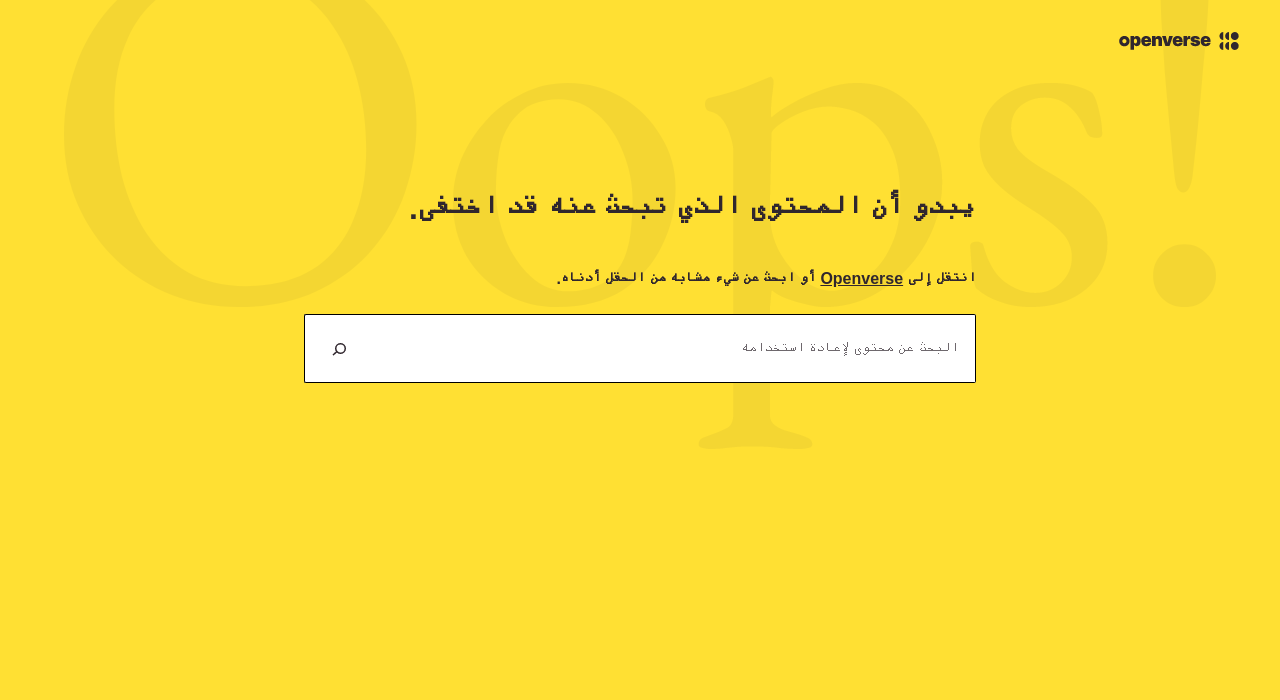 Oops!
openverse
يبدو أن المحتوى الذي تبحث عنه قد اختفى.
انتقل إلى Openverse أو ابحث عن شيء مشابه من الحقل أدناه.
البحث عن محتوى لإعادة استخدامه